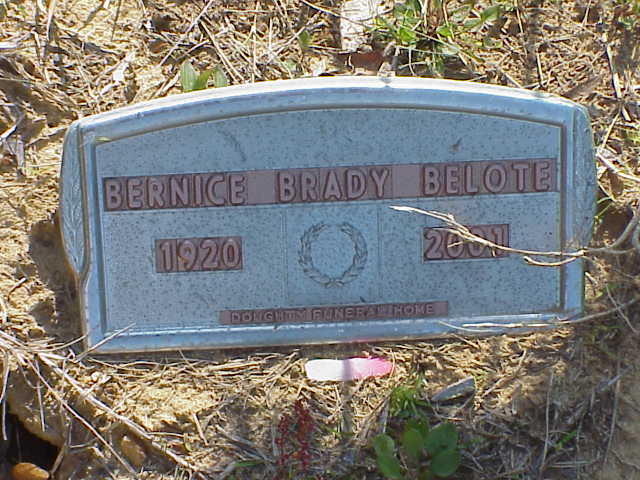 BERNICE BRADY BELOTE
1920 2001
DOUGHTY FUNERAL HOME